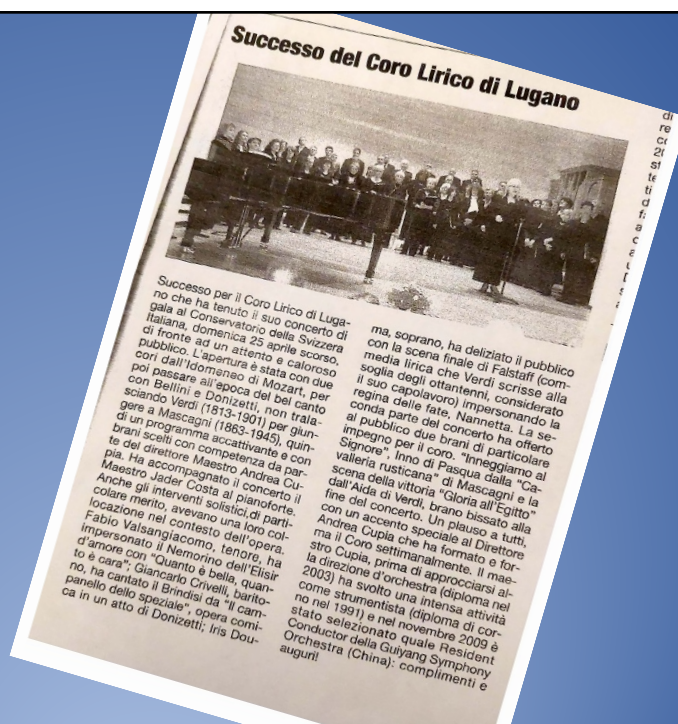 Successo del Coro Lirico di Lugano
Successo per il Coro Lirico di Luga-
no che ha tenuto il suo concerto di
gala al Conservatorio della Svizzera
Italiana, domenica 25 aprile scorso,
di fronte ad un attento e caloroso
pubblico. L'apertura è stata con due
cori dall'Idomeneo di Mozart, per
poi passare all'epoca del bel canto
con Bellini e Donizetti, non trala-
sciando Verdi (1813-1901) per giun-
gere a Mascagni (1863-1945), quin-
di un programma accattivante e con
brani scelti con competenza da par-
te del direttore Maestro Andrea Cu-
pia. Ha accompagnato il concerto il
Maestro Jader Costa al pianoforte.
Anche gli interventi solistici, di parti-
colare merito, avevano una loro col-
locazione nel contesto dell'opera.
Fabio Valsangiacomo, tenore, ha
impersonato il Nemorino dell'Elisir
d'amore con "Quanto è bella, quan-
to è cara"; Giancarlo Crivelli, barito-
no, ha cantato il Brindisi da "Il cam-
panello dello speziale", opera comi-
ca in un atto di Donizetti; Iris Dou-
ma, soprano, ha deliziato il pubblico
con la scena finale di Falstaff (com-
media lirica che Verdi scrisse alla
soglia degli ottantenni, considerato
il suo capolavoro) impersonando la
regina delle fate, Nannetta. La se-
conda parte del concerto ha offerto
al pubblico due brani di particolare
impegno per il coro. "Inneggiamo al
Signore", Inno di Pasqua dalla "Ca-
valleria rusticana" di Mascagni e la
scena della vittoria "Gloria all'Egitto"
dall'Aida di Verdi, brano bissato alla
fine del concerto. Un plauso a tutti,
con un accento speciale al Direttore
Andrea Cupia che ha formato e for-
ma il Coro settimanalmente. Il mae-
stro Cupia, prima di approcciarsi al-
la direzione d'orchestra (diploma nel
2003) ha svolto una intensa attività
come strumentista (diploma di cor-
no nel 1991) e nel novembre 2009 è
stato selezionato quale Resident
Conductor della Guiyang Symphony
Orchestra (China): complimenti e
auguri!